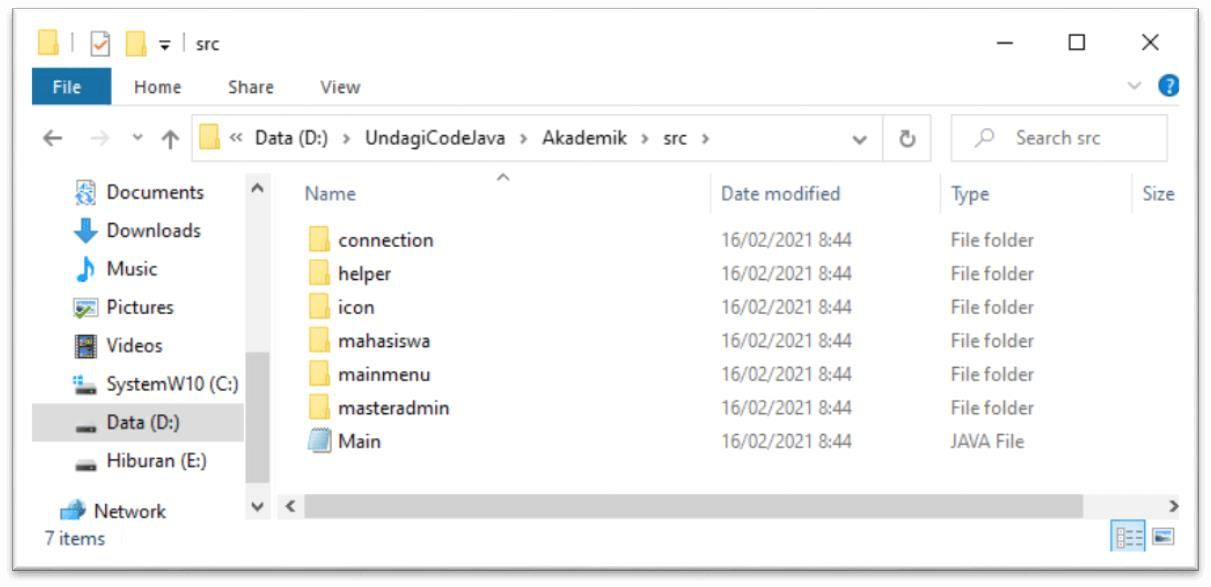 src
File Home Share View
« Data (D:) > UndagiCodeJava > Akademik > src > Search src
Documents
Downloads
Music
Pictures
Videos
SystemW10 (C:)
Data (D:)
Hiburan (E:)
Network
Name Date modified Type Size
connection 16/02/2021 8:44 File folder
helper 16/02/2021 8:44 File folder
icon 16/02/2021 8:44 File folder
mahasiswa 16/02/2021 8:44 File folder
mainmenu 16/02/2021 8:44 File folder
masteradmin 16/02/2021 8:44 File folder
Main 16/02/2021 8:44 JAVA File
7 items